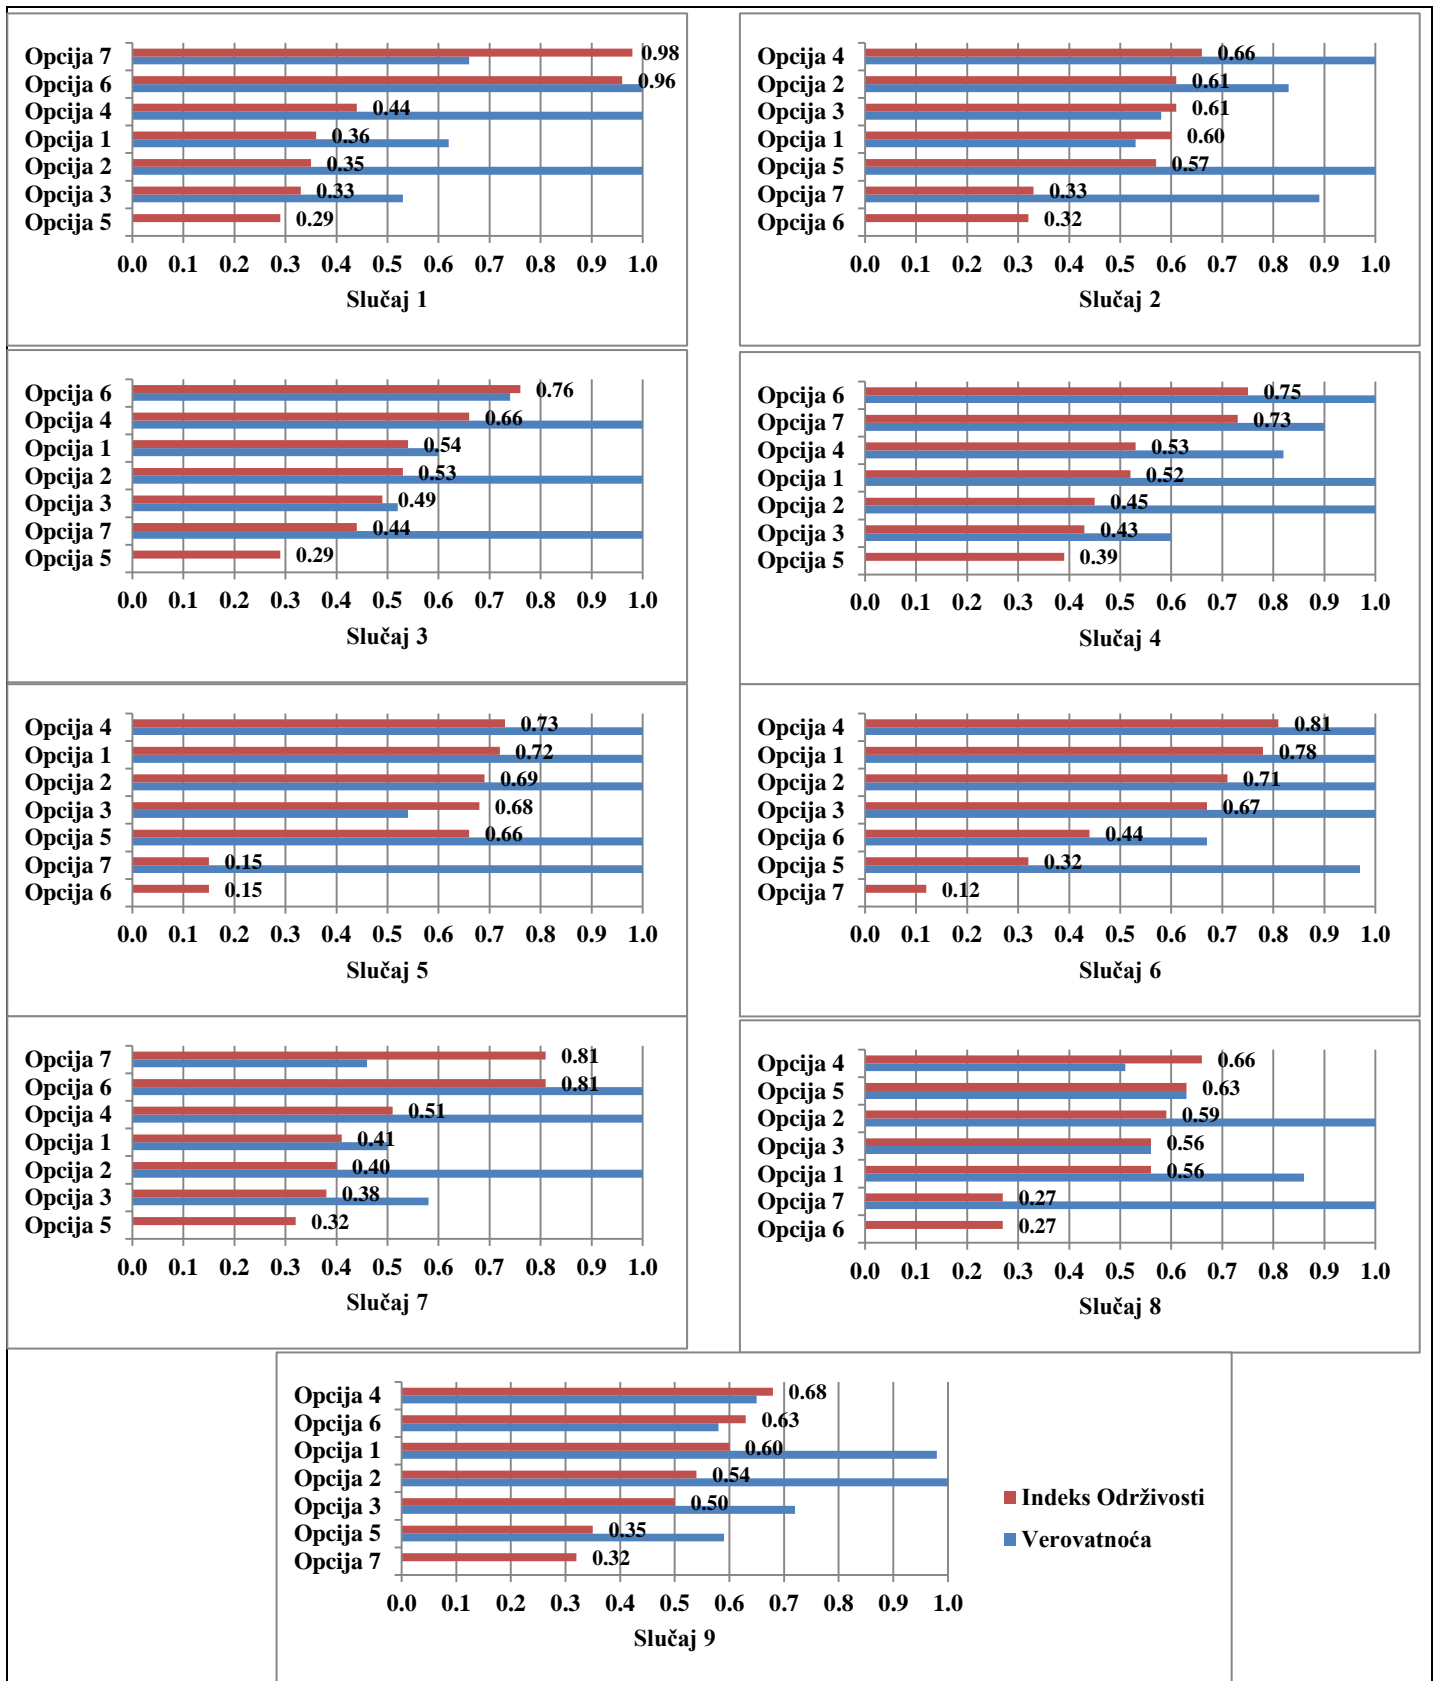 Opcija 7 0.98
Opcija 6 0.96
Opcija 4 0.44
Opcija 1 0.36
Opcija 2 0.35
Opcija 3 0.33
Opcija 5 0.29
0.0 0.1 0.2 0.3 0.4 0.5 0.6 0.7 0.8 0.9 1.0
Slučaj 1
Opcija 4 0.66
Opcija 2 0.61
Opcija 3 0.61
Opcija 1 0.60
Opcija 5 0.57
Opcija 7 0.33
Opcija 6 0.32
0.0 0.1 0.2 0.3 0.4 0.5 0.6 0.7 0.8 0.9 1.0
Slučaj 2
Opcija 6 0.76
Opcija 4 0.66
Opcija 1 0.54
Opcija 2 0.53
Opcija 3 0.49
Opcija 7 0.44
Opcija 5 0.29
0.0 0.1 0.2 0.3 0.4 0.5 0.6 0.7 0.8 0.9 1.0
Slučaj 3
Opcija 6 0.75
Opcija 7 0.73
Opcija 4 0.53
Opcija 1 0.52
Opcija 2 0.45
Opcija 3 0.43
Opcija 5 0.39
0.0 0.1 0.2 0.3 0.4 0.5 0.6 0.7 0.8 0.9 1.0
Slučaj 4
Opcija 4 0.73
Opcija 1 0.72
Opcija 2 0.69
Opcija 3 0.68
Opcija 5 0.66
Opcija 7 0.15
Opcija 6 0.15
0.0 0.1 0.2 0.3 0.4 0.5 0.6 0.7 0.8 0.9 1.0
Slučaj 5
Opcija 4 0.81
Opcija 1 0.78
Opcija 2 0.71
Opcija 3 0.67
Opcija 6 0.44
Opcija 5 0.32
Opcija 7 0.12
0.0 0.1 0.2 0.3 0.4 0.5 0.6 0.7 0.8 0.9 1.0
Slučaj 6
Opcija 7 0.81
Opcija 6 0.81
Opcija 4 0.51
Opcija 1 0.41
Opcija 2 0.40
Opcija 3 0.38
Opcija 5 0.32
0.0 0.1 0.2 0.3 0.4 0.5 0.6 0.7 0.8 0.9 1.0
Slučaj 7
Opcija 4 0.66
Opcija 5 0.63
Opcija 2 0.59
Opcija 3 0.56
Opcija 1 0.56
Opcija 7 0.27
Opcija 6 0.27
0.0 0.1 0.2 0.3 0.4 0.5 0.6 0.7 0.8 0.9 1.0
Slučaj 8
Opcija 4 0.68
Opcija 6 0.63
Opcija 1 0.60
Opcija 2 0.54
Opcija 3 0.50
Opcija 5 0.35
Opcija 7 0.32
0.0 0.1 0.2 0.3 0.4 0.5 0.6 0.7 0.8 0.9 1.0
Slučaj 9
Indeks Održivosti
Verovatnoća